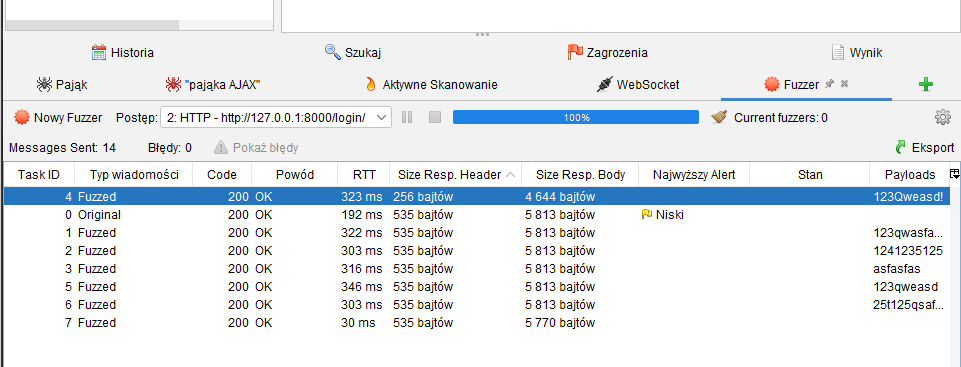 Historia Szukaj Zagrozenia Wynik
Pająk "pająka AJAX" Aktywne Skanowanie WebSocket Fuzzer
Nowy Fuzzer Postęp: 2: HTTP - http://127.0.0.1:8000/login/ 100% Current fuzzers: 0
Messages Sent: 14 Błędy: 0 Pokaż błędy Eksport
Task ID Typ wiadomości Code Powód RTT Size Resp. Header Size Resp. Body Najwyższy Alert Stan Payloads
4 Fuzzed 200 OK 323 ms 256 bajtów 4 644 bajtów 123Qweasd!
0 Original 200 OK 192 ms 535 bajtów 5 813 bajtów Niski
1 Fuzzed 200 OK 322 ms 535 bajtów 5 813 bajtów 123qwasfa...
2 Fuzzed 200 OK 303 ms 535 bajtów 5 813 bajtów 1241235125
3 Fuzzed 200 OK 316 ms 535 bajtów 5 813 bajtów asfasfas
5 Fuzzed 200 OK 346 ms 535 bajtów 5 813 bajtów 123qweasd
6 Fuzzed 200 OK 303 ms 535 bajtów 5 813 bajtów 25t125qsaf...
7 Fuzzed 200 OK 30 ms 535 bajtów 5 770 bajtów